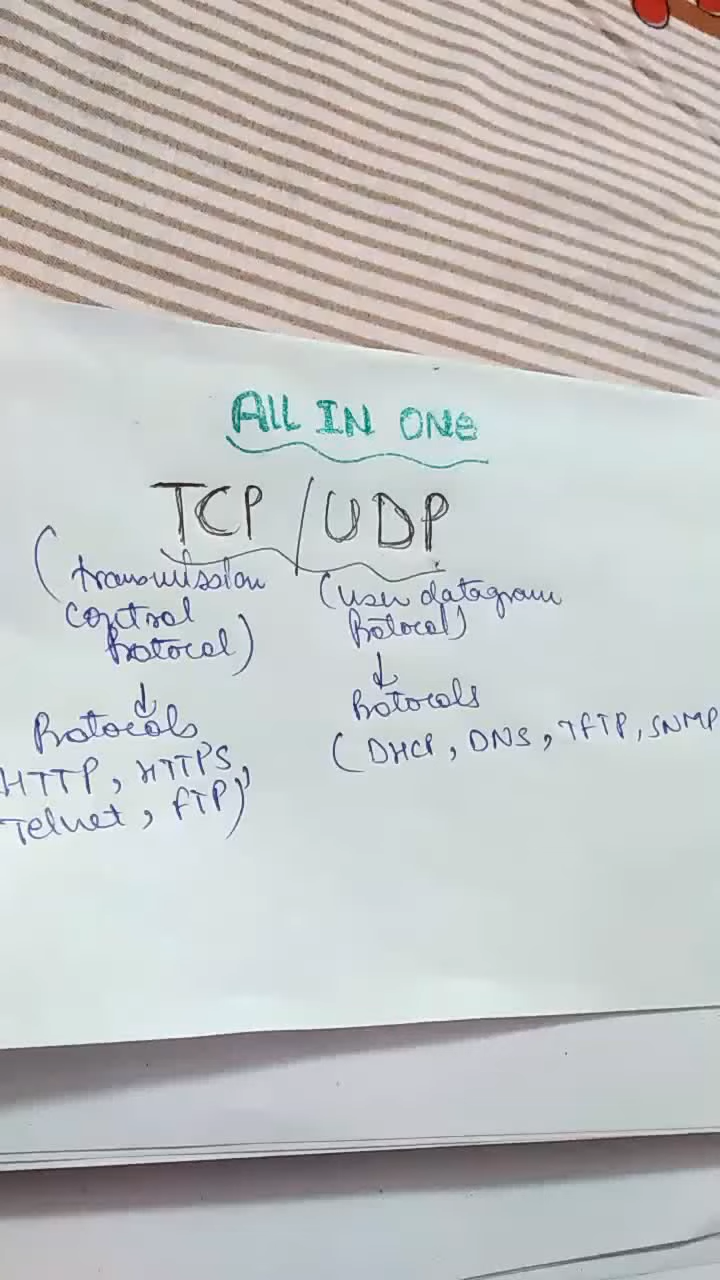 All IN ONe
TCP/UDP
(transmission
control
Protocol)
(user datagram
Protocol)
↓
Protocols
HTTP, HTTPS,
Telnet, FTP)
↓
Protocols
(DHCP, DNS, TFTP, SNMP